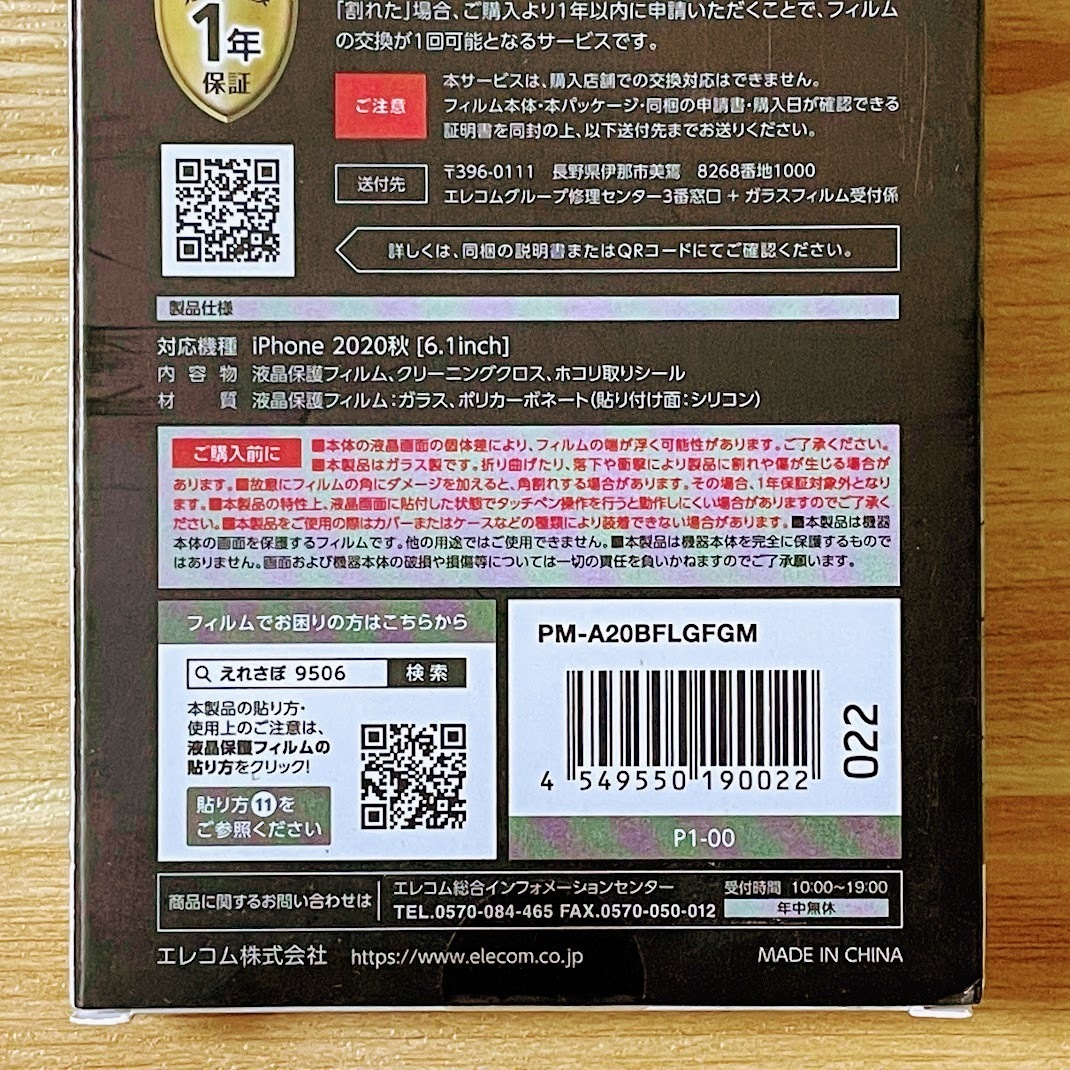 1年
保証
「割れた」場合、ご購入より1年以内に申請いただくことで、フィルム
の交換が1回可能となるサービスです。
ご注意
本サービスは、購入店舗での交換対応はできません。
フィルム本体・本パッケージ・同梱の申請書・購入日が確認できる
証明書を同封の上、以下送付先までお送りください。
送付先
〒396-0111 長野県伊那市美篶 8268番地1000
エレコムグループ修理センター3番窓口 + ガラスフィルム受付係
詳しくは、同梱の説明書またはQRコードにてご確認ください。
製品仕様
対応機種 iPhone 2020秋 [6.1inch]
内容物 液晶保護フィルム、クリーニングクロス、ホコリ取りシール
材質 液晶保護フィルム：ガラス、ポリカーボネート(貼り付け面：シリコン)
ご購入前に ■本体の液晶画面の個体差により、フィルムの端が浮く可能性があります。ご了承ください。
■本製品はガラス製です。折り曲げたり、落下や衝撃により製品に割れや傷が生じる場合が
あります。■故意にフィルムの角にダメージを加えると、角割れする場合があります。その場合、1年保証対象外となり
ます。■本製品の特性上、液晶画面に貼付した状態でタッチペン操作を行うと動作しにくい場合がありますのでご了承く
ださい。■本製品をご使用の際はカバーまたはケースなどの種類により装着できない場合があります。■本製品は機器
本体の画面を保護するフィルムです。他の用途ではご使用できません。■本製品は機器本体を完全に保護するもので
はありません。画面および機器本体の破損や損傷等については一切の責任を負いかねますのでご了承願います。
フィルムでお困りの方はこちらから
えれさぽ 9506 検索
本製品の貼り方・
使用上のご注意は、
液晶保護フィルムの
貼り方をクリック!
貼り方⑪を
ご参照ください
PM-A20BFLGFGM
4 549550 190022
022
P1-00
商品に関するお問い合わせは
エレコム総合インフォメーションセンター
TEL.0570-084-465 FAX.0570-050-012
受付時間 10:00~19:00
年中無休
エレコム株式会社 https://www.elecom.co.jp
MADE IN CHINA